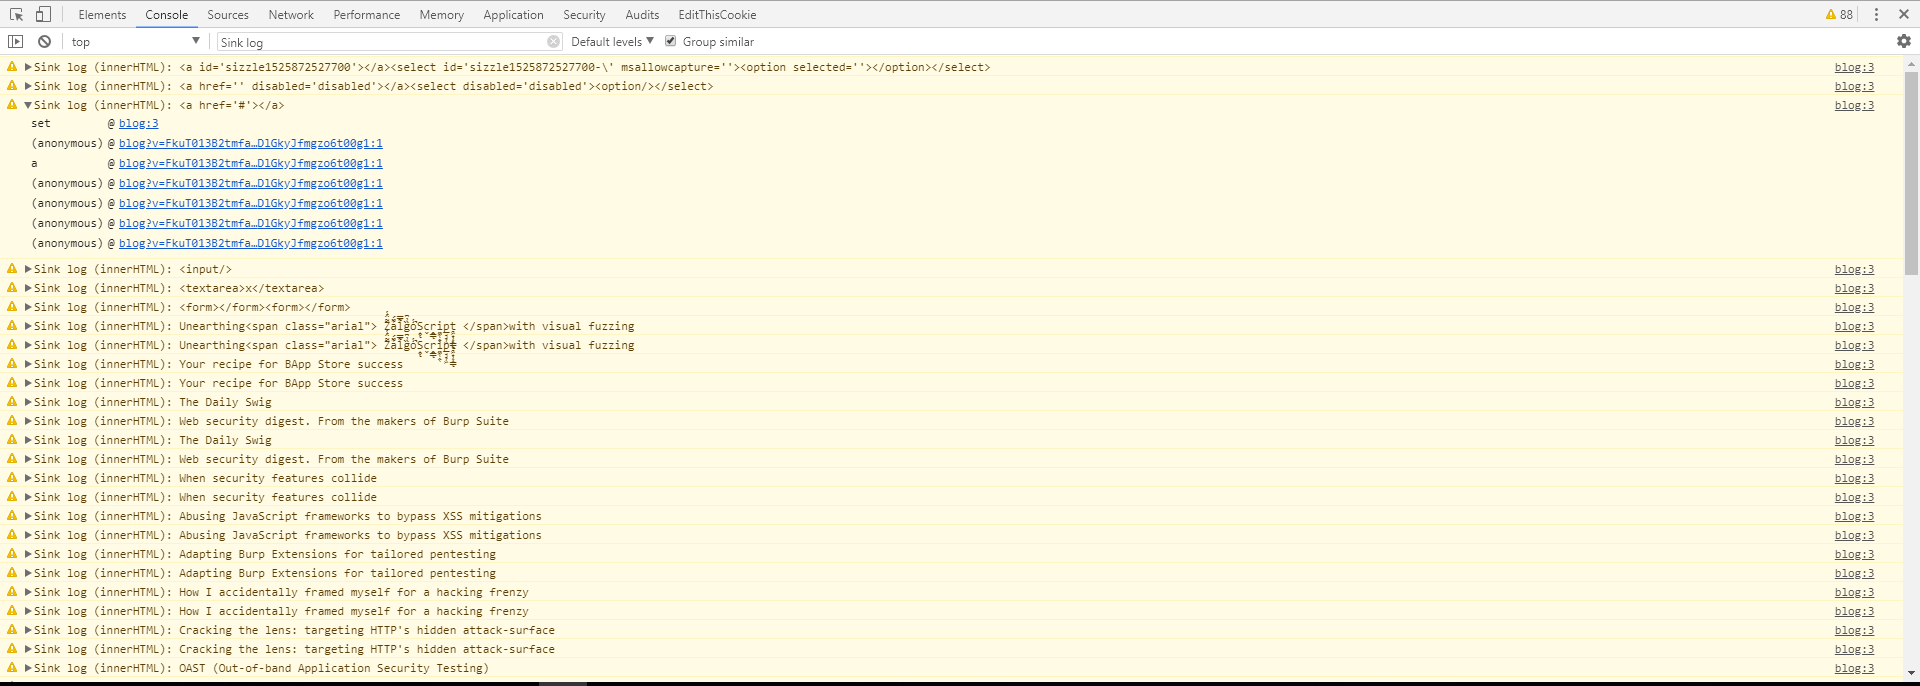 Elements Console Sources Network Performance Memory Application Security Audits EditThisCookie 88
top Sink log Default levels Group similar
Sink log (innerHTML): <a id='sizzle1525872527700'></a><select id='sizzle1525872527700-\' msallowcapture=''><option selected=''></option></select> blog:3
Sink log (innerHTML): <a href='' disabled='disabled'></a><select disabled='disabled'><option/></select> blog:3
Sink log (innerHTML): <a href='#'></a> blog:3
set @ blog:3
(anonymous) @ blog?v=FkuT013B2tmfa…DlGkyJfmgzo6t00g1:1
a @ blog?v=FkuT013B2tmfa…DlGkyJfmgzo6t00g1:1
(anonymous) @ blog?v=FkuT013B2tmfa…DlGkyJfmgzo6t00g1:1
(anonymous) @ blog?v=FkuT013B2tmfa…DlGkyJfmgzo6t00g1:1
(anonymous) @ blog?v=FkuT013B2tmfa…DlGkyJfmgzo6t00g1:1
(anonymous) @ blog?v=FkuT013B2tmfa…DlGkyJfmgzo6t00g1:1
Sink log (innerHTML): <input/> blog:3
Sink log (innerHTML): <textarea>x</textarea> blog:3
Sink log (innerHTML): <form></form><form></form> blog:3
Sink log (innerHTML): Unearthing<span class="arial"> ZalgoScript </span>with visual fuzzing blog:3
Sink log (innerHTML): Unearthing<span class="arial"> ZalgoScript </span>with visual fuzzing blog:3
Sink log (innerHTML): Your recipe for BApp Store success blog:3
Sink log (innerHTML): Your recipe for BApp Store success blog:3
Sink log (innerHTML): The Daily Swig blog:3
Sink log (innerHTML): Web security digest. From the makers of Burp Suite blog:3
Sink log (innerHTML): The Daily Swig blog:3
Sink log (innerHTML): Web security digest. From the makers of Burp Suite blog:3
Sink log (innerHTML): When security features collide blog:3
Sink log (innerHTML): When security features collide blog:3
Sink log (innerHTML): Abusing JavaScript frameworks to bypass XSS mitigations blog:3
Sink log (innerHTML): Abusing JavaScript frameworks to bypass XSS mitigations blog:3
Sink log (innerHTML): Adapting Burp Extensions for tailored pentesting blog:3
Sink log (innerHTML): Adapting Burp Extensions for tailored pentesting blog:3
Sink log (innerHTML): How I accidentally framed myself for a hacking frenzy blog:3
Sink log (innerHTML): How I accidentally framed myself for a hacking frenzy blog:3
Sink log (innerHTML): Cracking the lens: targeting HTTP's hidden attack-surface blog:3
Sink log (innerHTML): Cracking the lens: targeting HTTP's hidden attack-surface blog:3
Sink log (innerHTML): OAST (Out-of-band Application Security Testing) blog:3